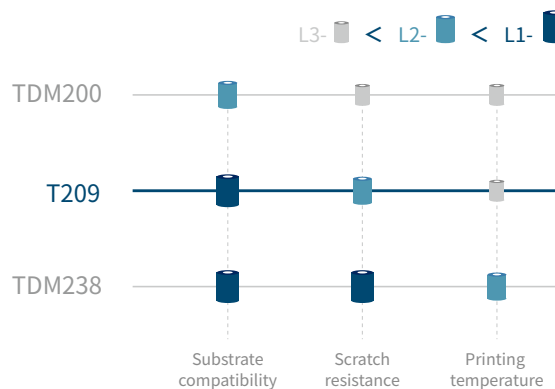 L3- < L2- < L1-
TDM200
T209
TDM238
Substrate
compatibility
Scratch
resistance
Printing
temperature